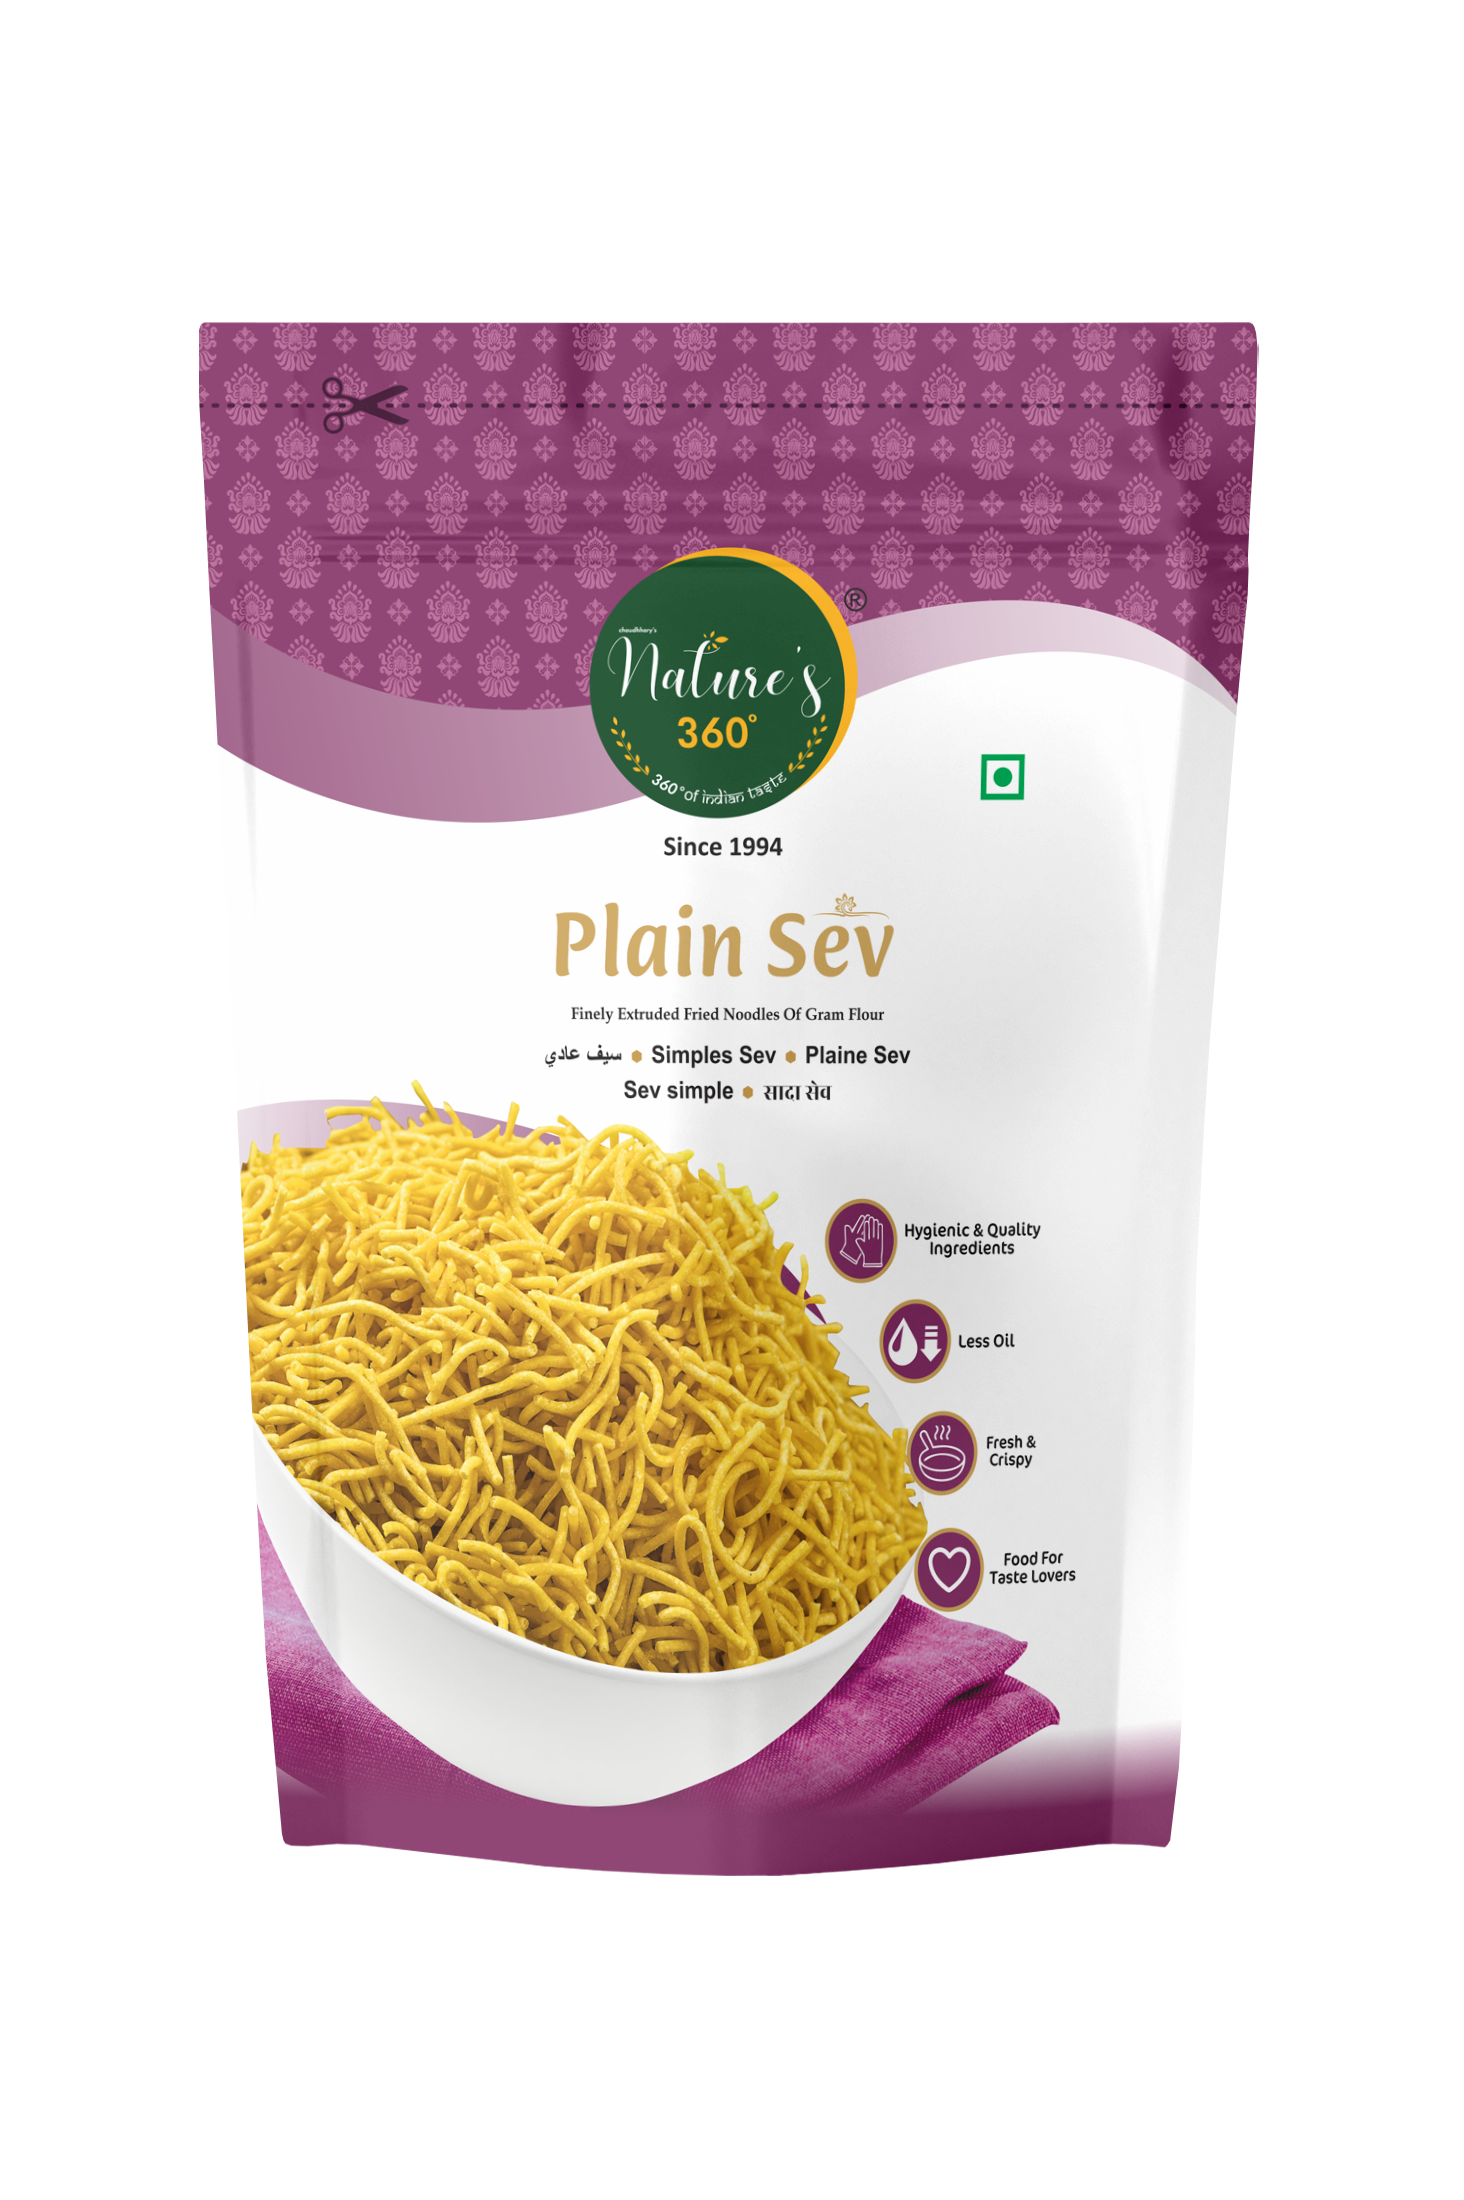 ®
chaudhhary's
Nature's
360°
360° of indian taste
Since 1994
Plain Sev
Finely Extruded Fried Noodles Of Gram Flour
سيف عادي • Simples Sev • Plaine Sev
Sev simple • सादा सेव
Hygienic & Quality
Ingredients
Less Oil
Fresh &
Crispy
Food For
Taste Lovers